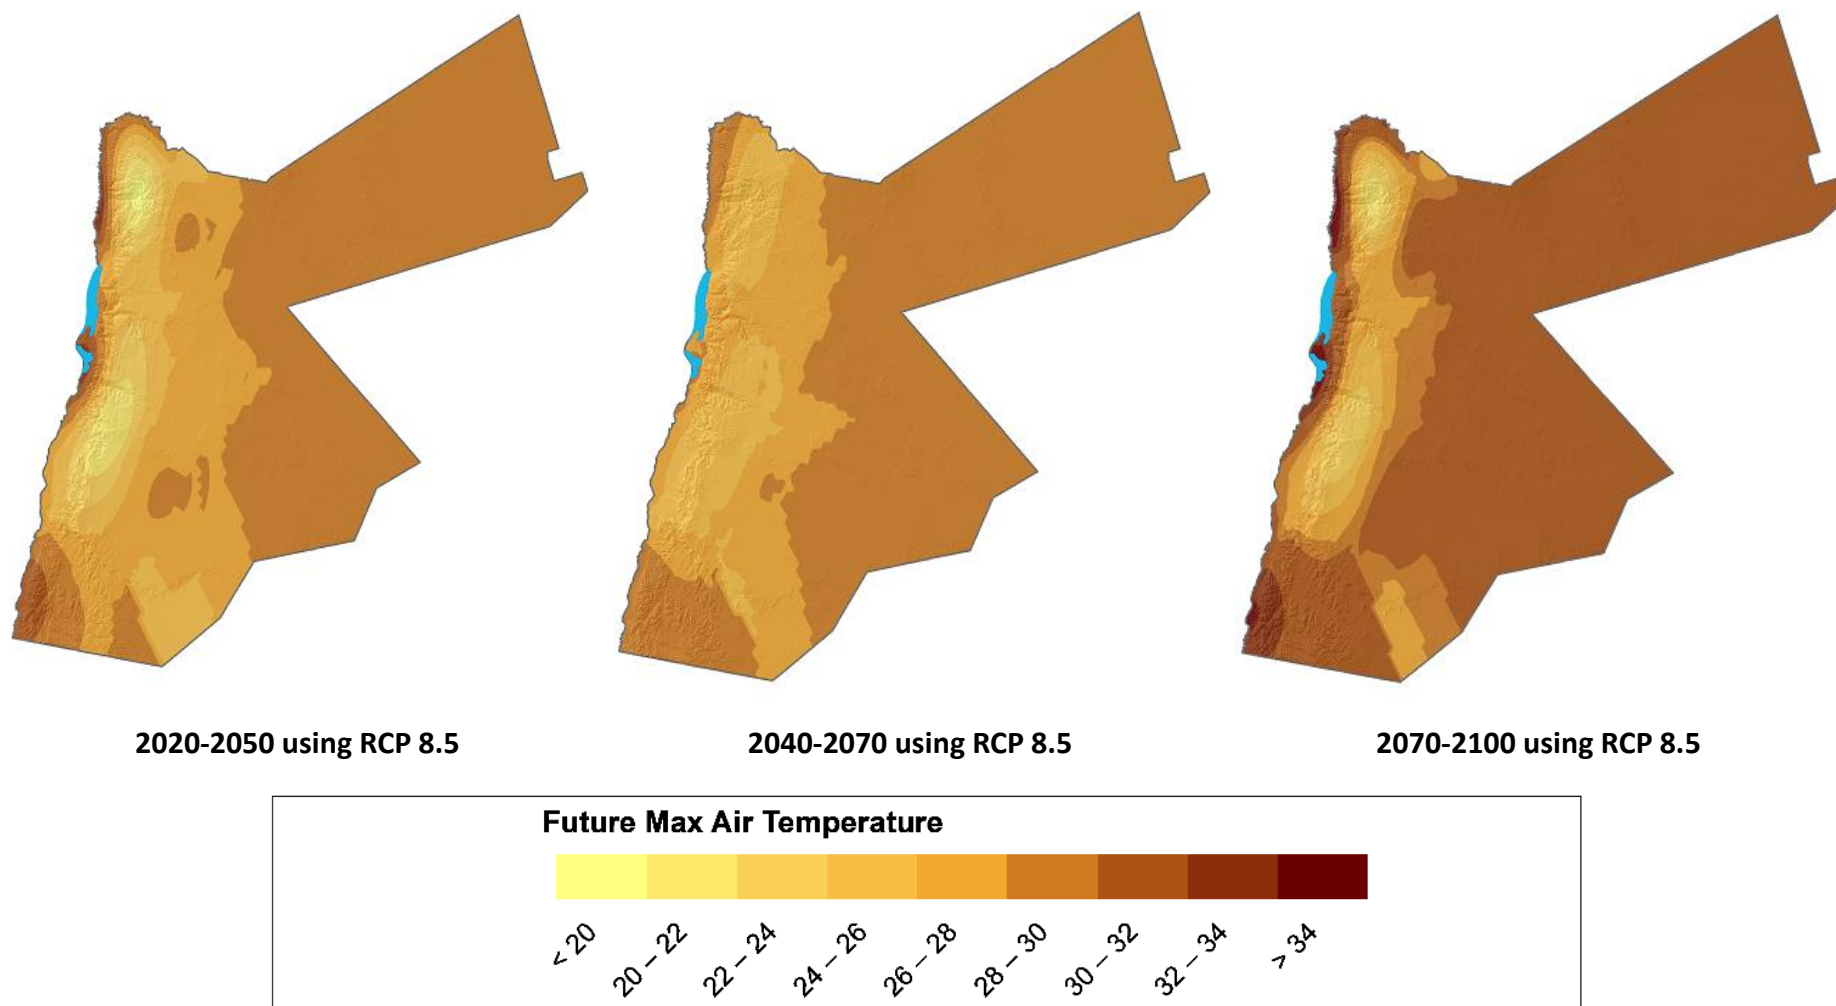 2020-2050 using RCP 8.5
2040-2070 using RCP 8.5
2070-2100 using RCP 8.5
Future Max Air Temperature
< 20
20 – 22
22 – 24
24 – 26
26 – 28
28 – 30
30 – 32
32 – 34
> 34